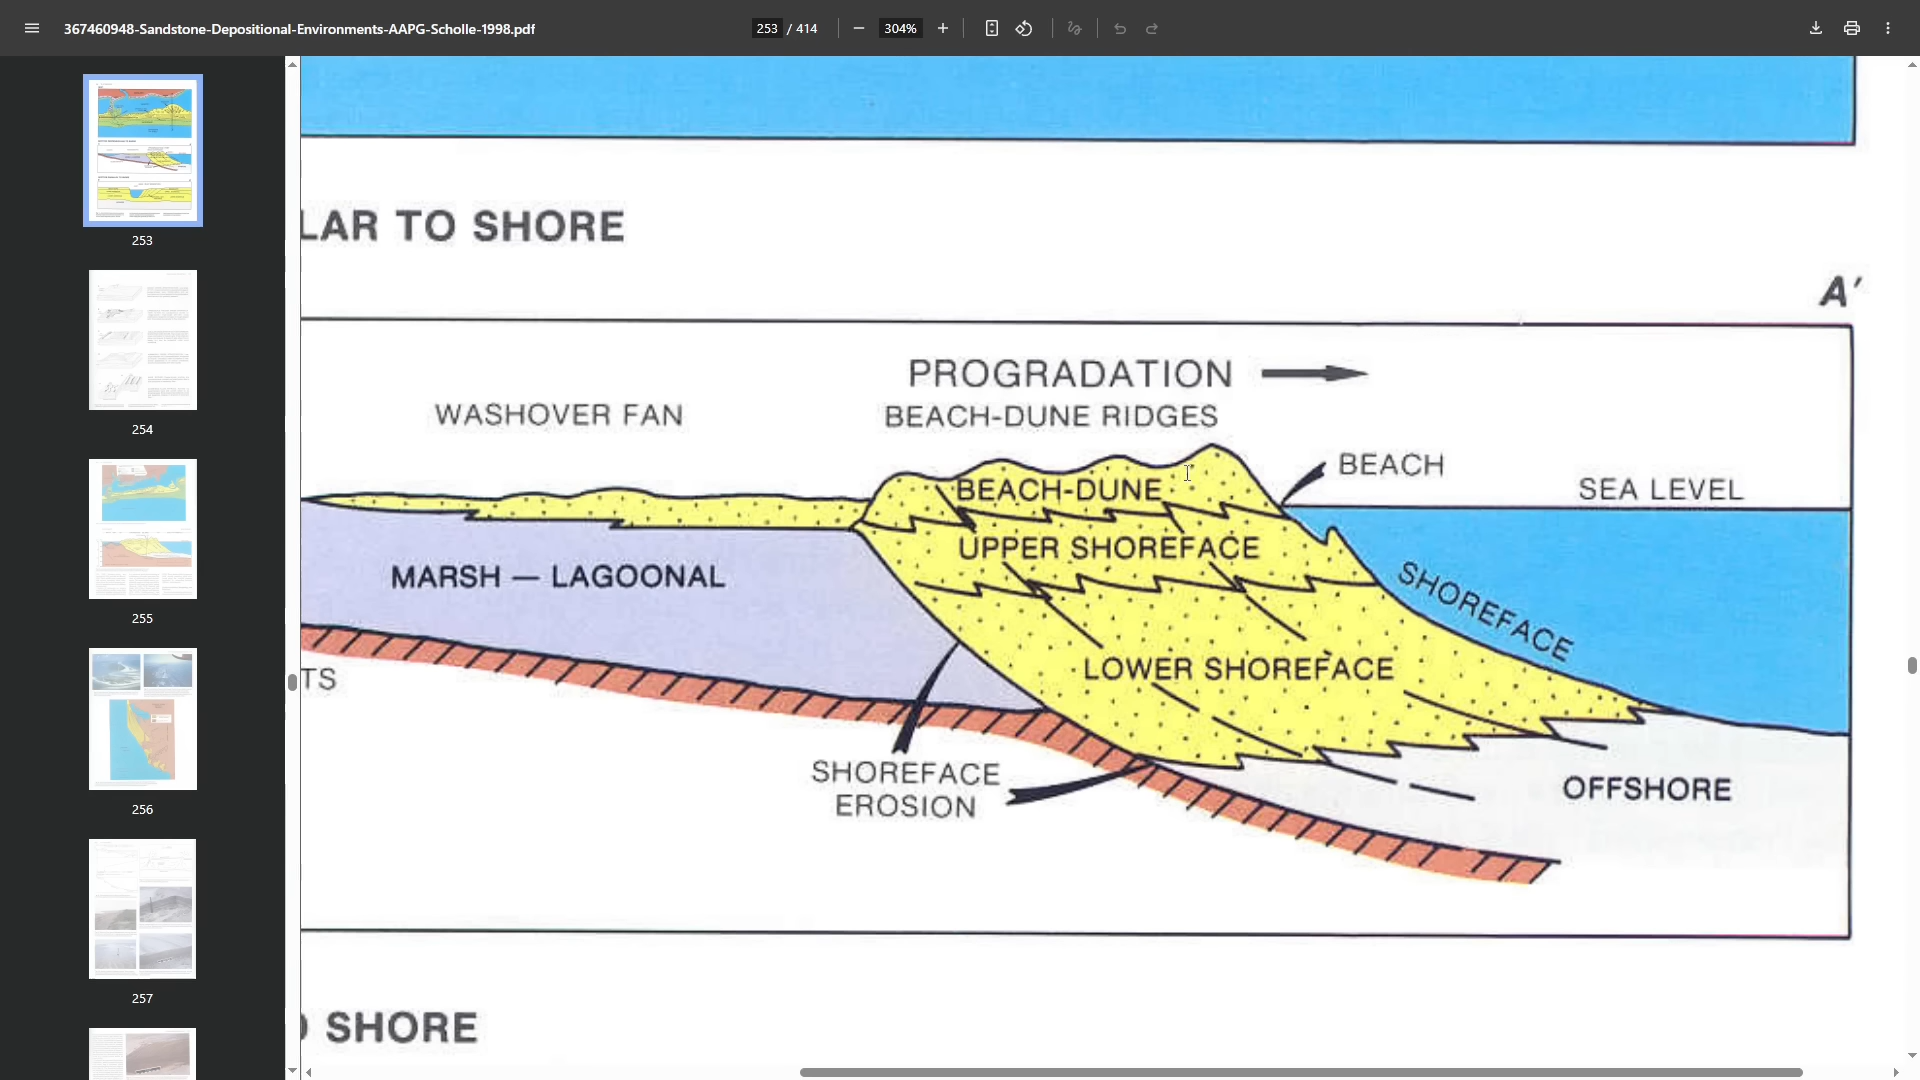 367460948-Sandstone-Depositional-Environments-AAPG-Scholle-1998.pdf
253 / 414
304%
253
254
255
256
257
LAR TO SHORE
A′
PROGRADATION
WASHOVER FAN
BEACH-DUNE RIDGES
BEACH
SEA LEVEL
BEACH-DUNE
UPPER SHOREFACE
MARSH — LAGOONAL
SHOREFACE
LOWER SHOREFACE
TS
SHOREFACE
EROSION
OFFSHORE
SHORE